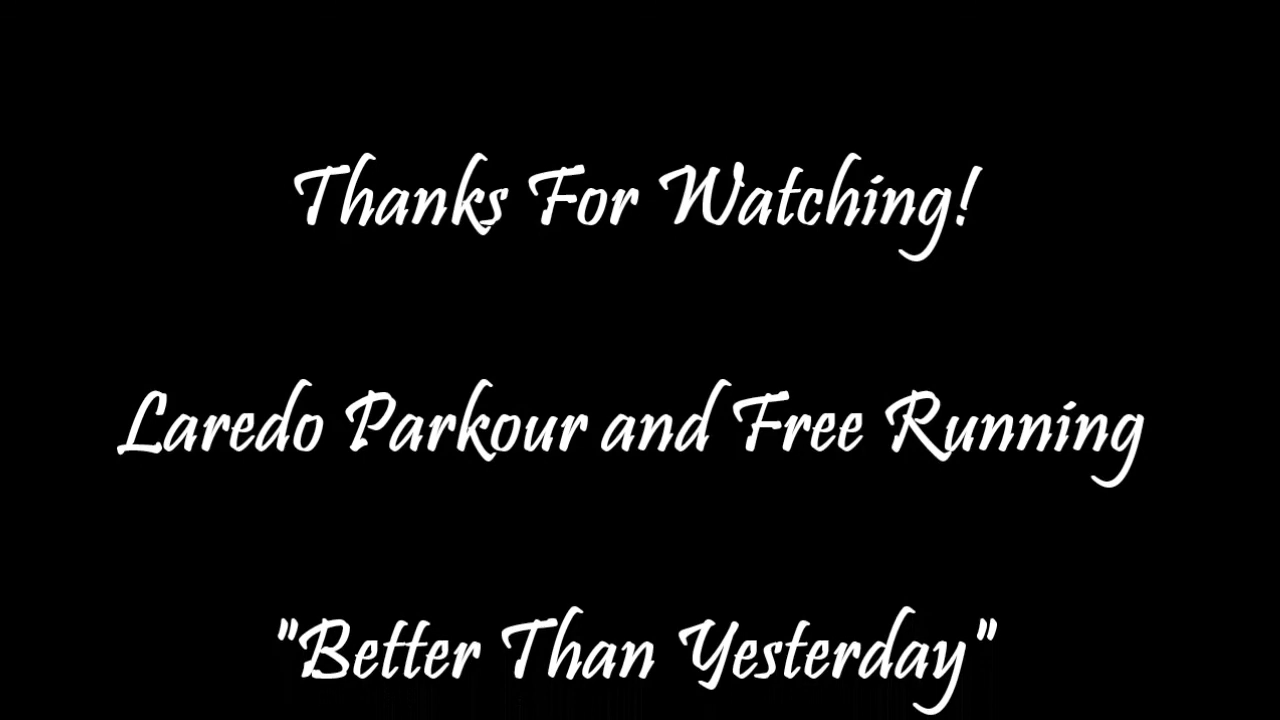 Thanks For Watching!
Laredo Parkour and Free Running
"Better Than Yesterday"